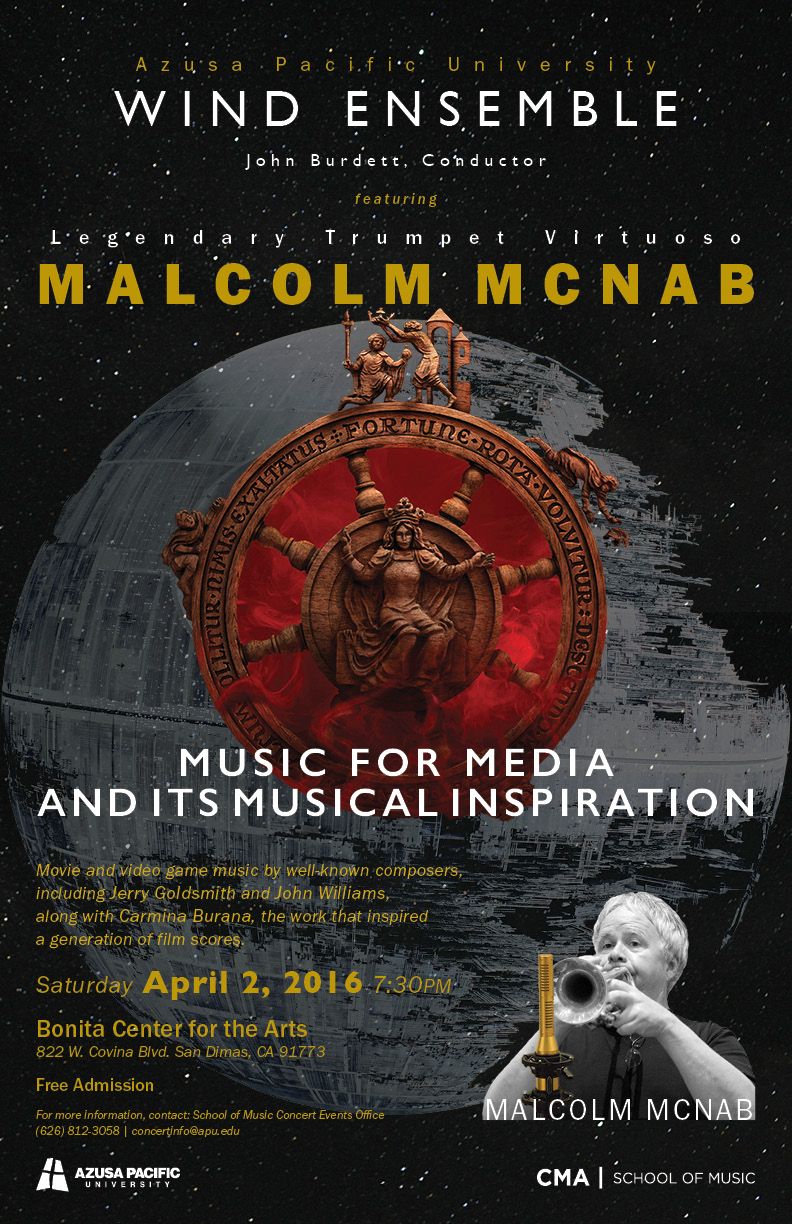 Azusa Pacific University
WIND ENSEMBLE
John Burdett, Conductor
featuring
Legendary Trumpet Virtuoso
MALCOLM MCNAB
OLLITUR · NIMIS · EXALTATUS ÷ FORTUNE · ROTA · VOLVITUR : DESCENDO
MUSIC FOR MEDIA
AND ITS MUSICAL INSPIRATION
Movie and video game music by well-known composers,
including Jerry Goldsmith and John Williams,
along with Carmina Burana, the work that inspired
a generation of film scores.
Saturday April 2, 2016 7:30PM
Bonita Center for the Arts
822 W. Covina Blvd. San Dimas, CA 91773
Free Admission
For more information, contact: School of Music Concert Events Office
(626) 812-3058 | concertinfo@apu.edu
MALCOLM MCNAB
AZUSA PACIFIC
UNIVERSITY
CMA | SCHOOL OF MUSIC